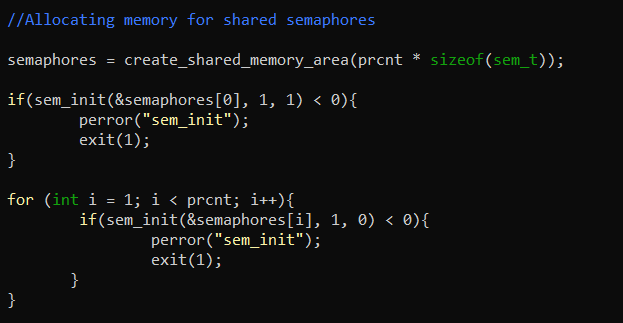 //Allocating memory for shared semaphores
semaphores = create_shared_memory_area(prcnt * sizeof(sem_t));
if(sem_init(&semaphores[0], 1, 1) < 0){
perror("sem_init");
exit(1);
}
for (int i = 1; i < prcnt; i++){
if(sem_init(&semaphores[i], 1, 0) < 0){
perror("sem_init");
exit(1);
}
}